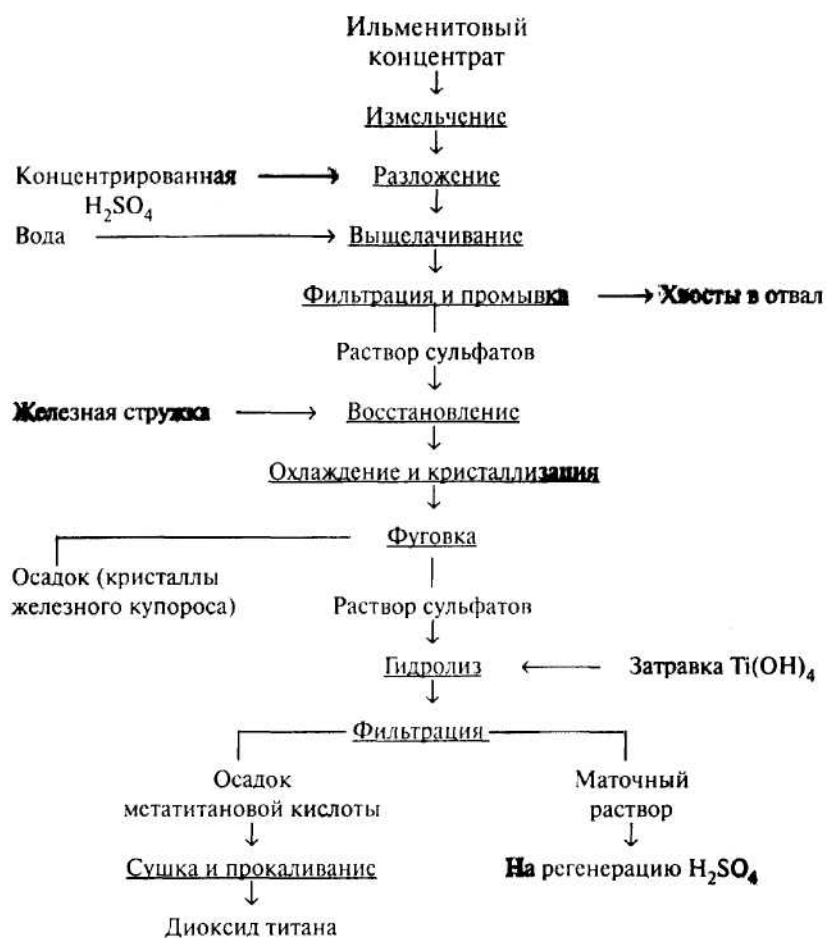 Ильменитовый
концентрат
Измельчение
Концентрированная
H₂SO₄
Разложение
Вода
Выщелачивание
Фильтрация и промывка
Хвосты в отвал
Раствор сульфатов
Железная стружка
Восстановление
Охлаждение и кристаллизация
Фуговка
Осадок (кристаллы
железного купороса)
Раствор сульфатов
Гидролиз
Затравка Ti(OH)₄
Фильтрация
Осадок
метатитановой кислоты
Маточный
раствор
Сушка и прокаливание
На регенерацию H₂SO₄
Диоксид титана